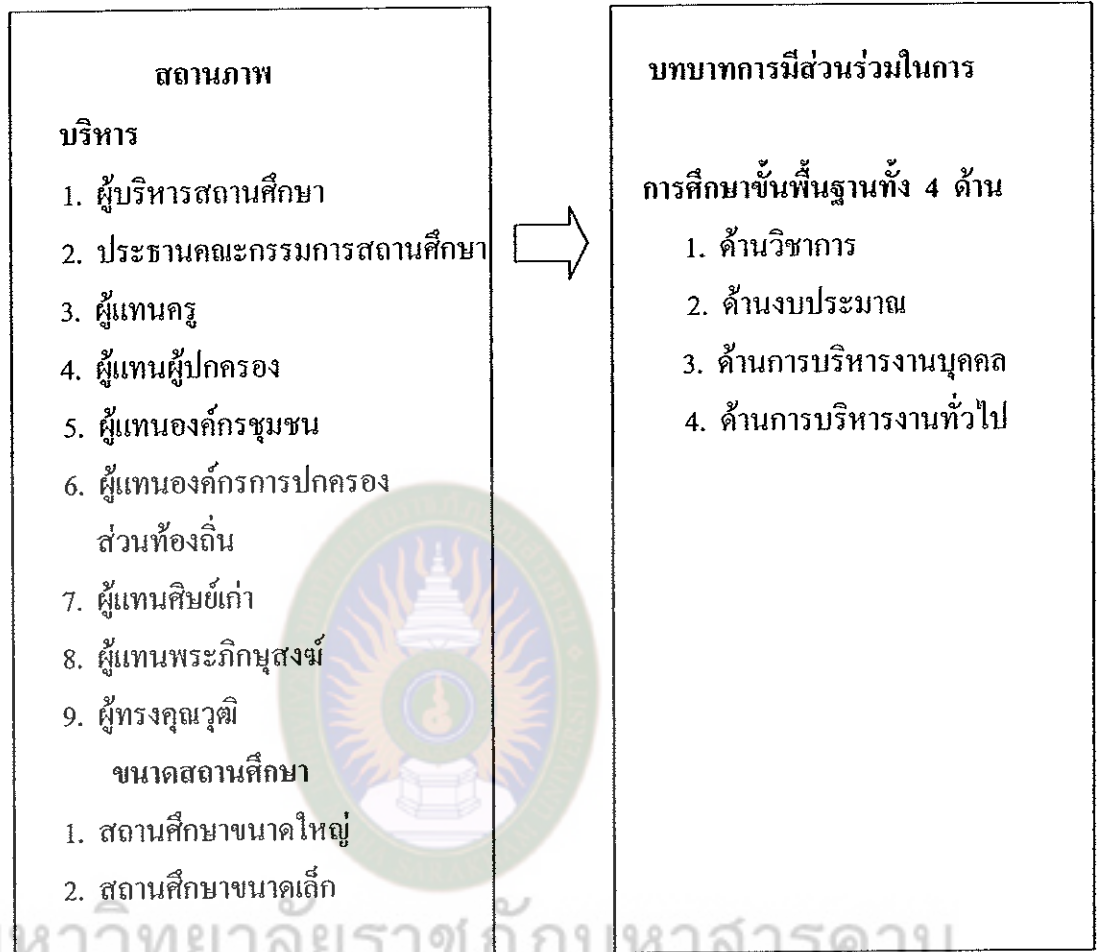 สถานภาพ
บริหาร
1. ผู้บริหารสถานศึกษา
2. ประธานคณะกรรมการสถานศึกษา
3. ผู้แทนครู
4. ผู้แทนผู้ปกครอง
5. ผู้แทนองค์กรชุมชน
6. ผู้แทนองค์กรการปกครอง
ส่วนท้องถิ่น
7. ผู้แทนศิษย์เก่า
8. ผู้แทนพระภิกษุสงฆ์
9. ผู้ทรงคุณวุฒิ
ขนาดสถานศึกษา
1. สถานศึกษาขนาดใหญ่
2. สถานศึกษาขนาดเล็ก
บทบาทการมีส่วนร่วมในการ
การศึกษาขั้นพื้นฐานทั้ง 4 ด้าน
1. ด้านวิชาการ
2. ด้านงบประมาณ
3. ด้านการบริหารงานบุคคล
4. ด้านการบริหารงานทั่วไป